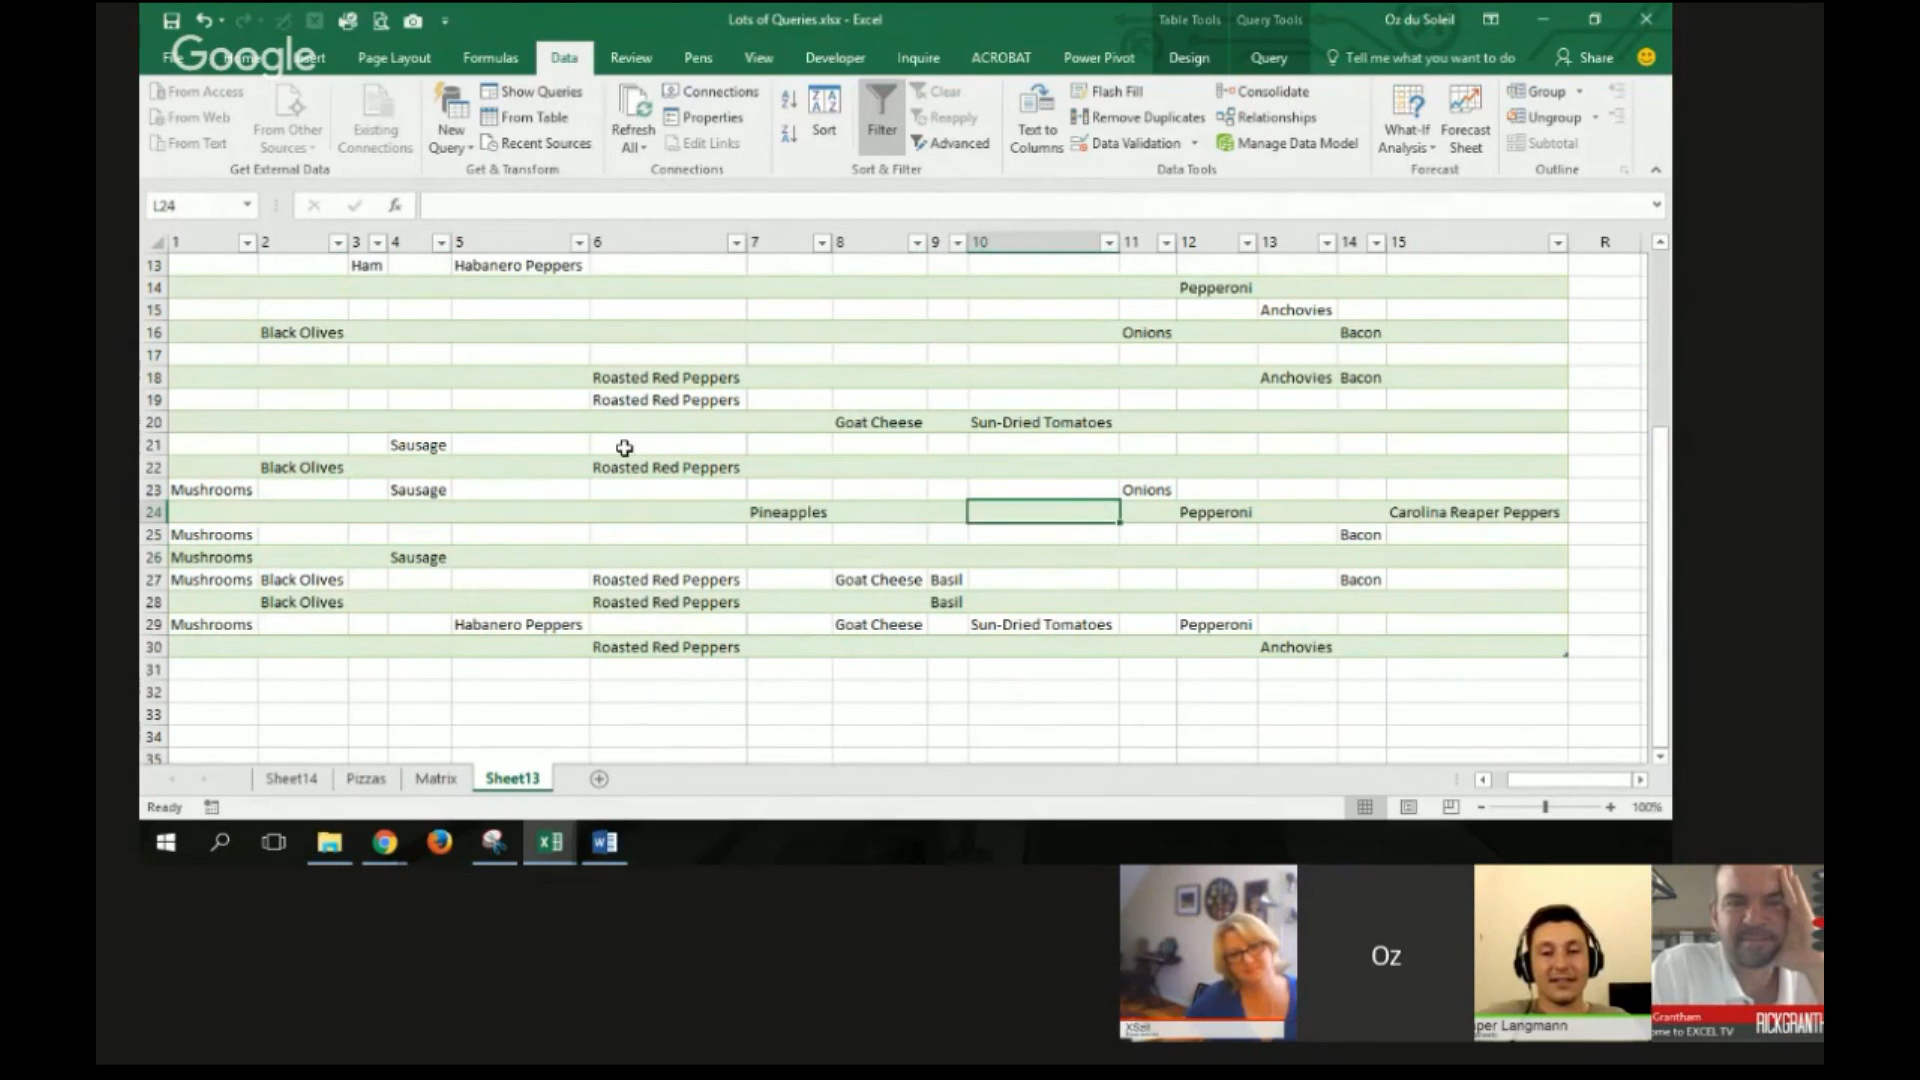 Lots of Queries.xlsx - Excel
Table Tools Query Tools Oz du Soleil
Google
Page Layout Formulas Data Review Pens View Developer Inquire ACROBAT Power Pivot Design Query Tell me what you want to do Share
From Access
From Web
From Text
From Other Sources
Existing Connections
Get External Data
New Query
Show Queries
From Table
Recent Sources
Get & Transform
Refresh All
Connections
Properties
Edit Links
Connections
Sort
Filter
Clear
Reapply
Advanced
Sort & Filter
Text to Columns
Flash Fill
Remove Duplicates
Data Validation
Consolidate
Relationships
Manage Data Model
Data Tools
What-If Analysis
Forecast Sheet
Forecast
Group
Ungroup
Subtotal
Outline
L24 fx
1 2 3 4 5 6 7 8 9 10 11 12 13 14 15 R
13 Ham Habanero Peppers
14 Pepperoni
15 Anchovies
16 Black Olives Onions Bacon
17
18 Roasted Red Peppers Anchovies Bacon
19 Roasted Red Peppers
20 Goat Cheese Sun-Dried Tomatoes
21 Sausage
22 Black Olives Roasted Red Peppers
23 Mushrooms Sausage Onions
24 Pineapples Pepperoni Carolina Reaper Peppers
25 Mushrooms Bacon
26 Mushrooms Sausage
27 Mushrooms Black Olives Roasted Red Peppers Goat Cheese Basil Bacon
28 Black Olives Roasted Red Peppers Basil
29 Mushrooms Habanero Peppers Goat Cheese Sun-Dried Tomatoes Pepperoni
30 Roasted Red Peppers Anchovies
31
32
33
34
35
Sheet14 Pizzas Matrix Sheet13
Ready 100%
Oz
per Langmann
Grantham
ome to EXCEL TV
RICKGRANTH